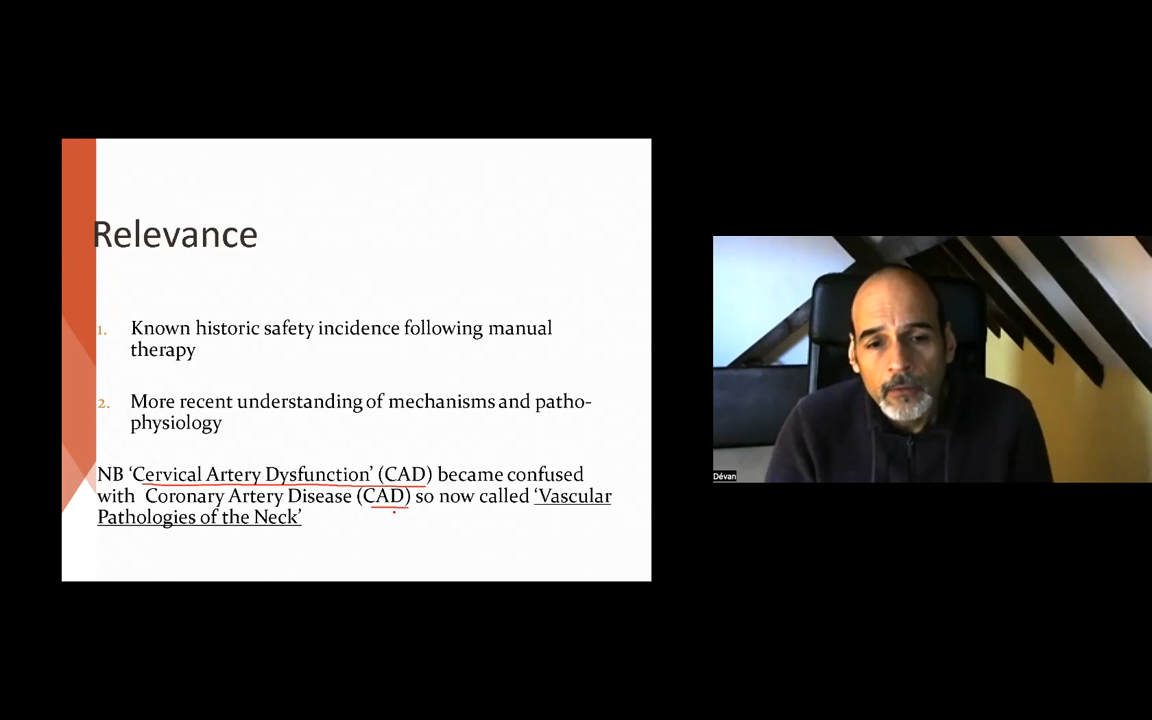 Relevance
1. Known historic safety incidence following manual
therapy
2. More recent understanding of mechanisms and patho-
physiology
NB ‘Cervical Artery Dysfunction’ (CAD) became confused
with Coronary Artery Disease (CAD) so now called ‘Vascular
Pathologies of the Neck’
Dévan